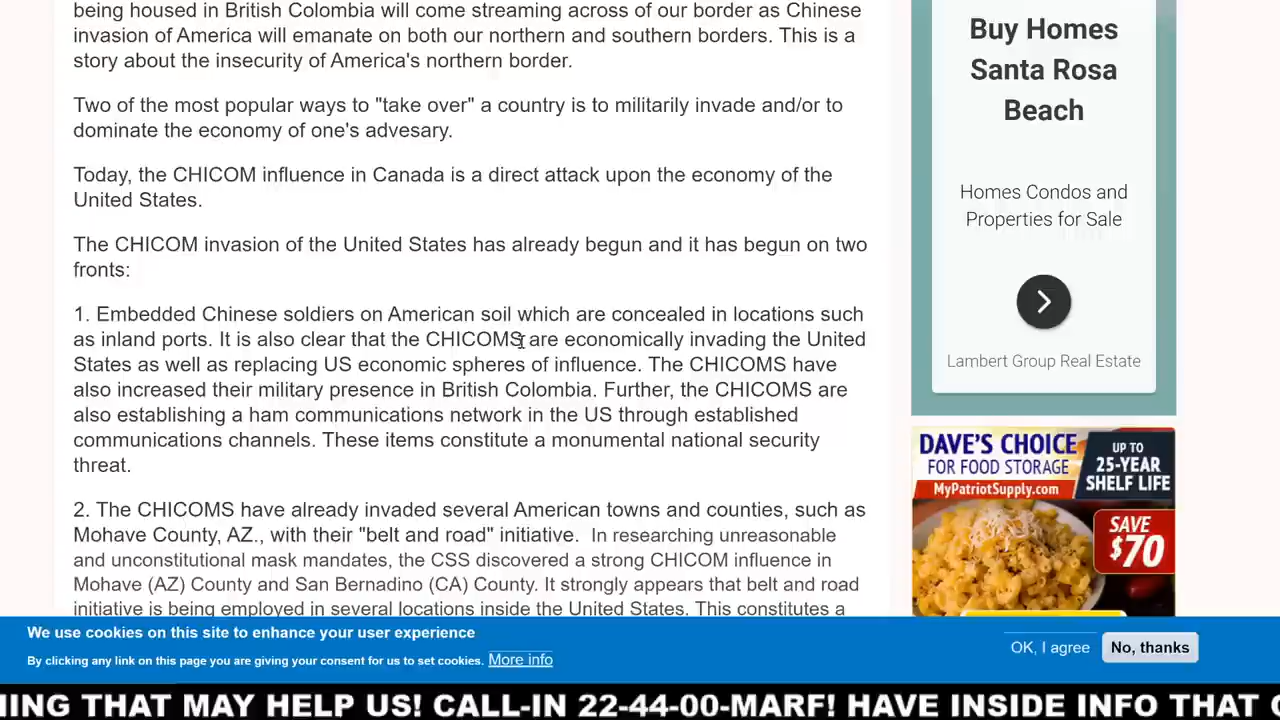 being housed in British Colombia will come streaming across of our border as Chinese
invasion of America will emanate on both our northern and southern borders. This is a
story about the insecurity of America's northern border.
Two of the most popular ways to "take over" a country is to militarily invade and/or to
dominate the economy of one's advesary.
Today, the CHICOM influence in Canada is a direct attack upon the economy of the
United States.
The CHICOM invasion of the United States has already begun and it has begun on two
fronts:
1. Embedded Chinese soldiers on American soil which are concealed in locations such
as inland ports. It is also clear that the CHICOMS are economically invading the United
States as well as replacing US economic spheres of influence. The CHICOMS have
also increased their military presence in British Colombia. Further, the CHICOMS are
also establishing a ham communications network in the US through established
communications channels. These items constitute a monumental national security
threat.
2. The CHICOMS have already invaded several American towns and counties, such as
Mohave County, AZ., with their "belt and road" initiative. In researching unreasonable
and unconstitutional mask mandates, the CSS discovered a strong CHICOM influence in
Mohave (AZ) County and San Bernadino (CA) County. It strongly appears that belt and road
initiative is being employed in several locations inside the United States. This constitutes a
Buy Homes
Santa Rosa
Beach
Homes Condos and
Properties for Sale
Lambert Group Real Estate
DAVE'S CHOICE
FOR FOOD STORAGE
MyPatriotSupply.com
UP TO
25-YEAR
SHELF LIFE
SAVE
$70
We use cookies on this site to enhance your user experience
By clicking any link on this page you are giving your consent for us to set cookies. More info
OK, I agree
No, thanks
HING THAT MAY HELP US! CALL-IN 22-44-00-MARF! HAVE INSIDE INFO THAT